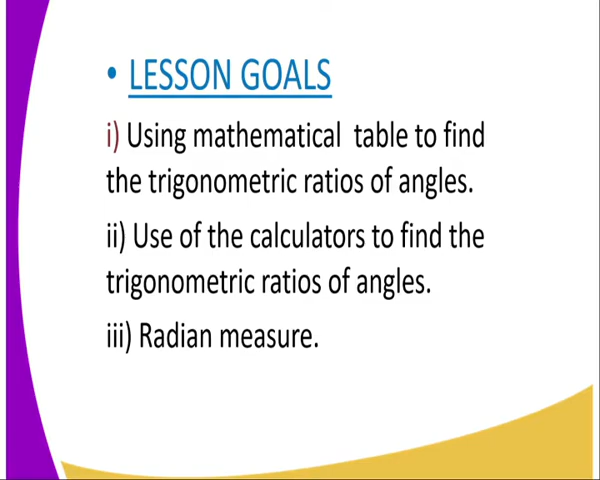 • LESSON GOALS
i) Using mathematical table to find
the trigonometric ratios of angles.
ii) Use of the calculators to find the
trigonometric ratios of angles.
iii) Radian measure.